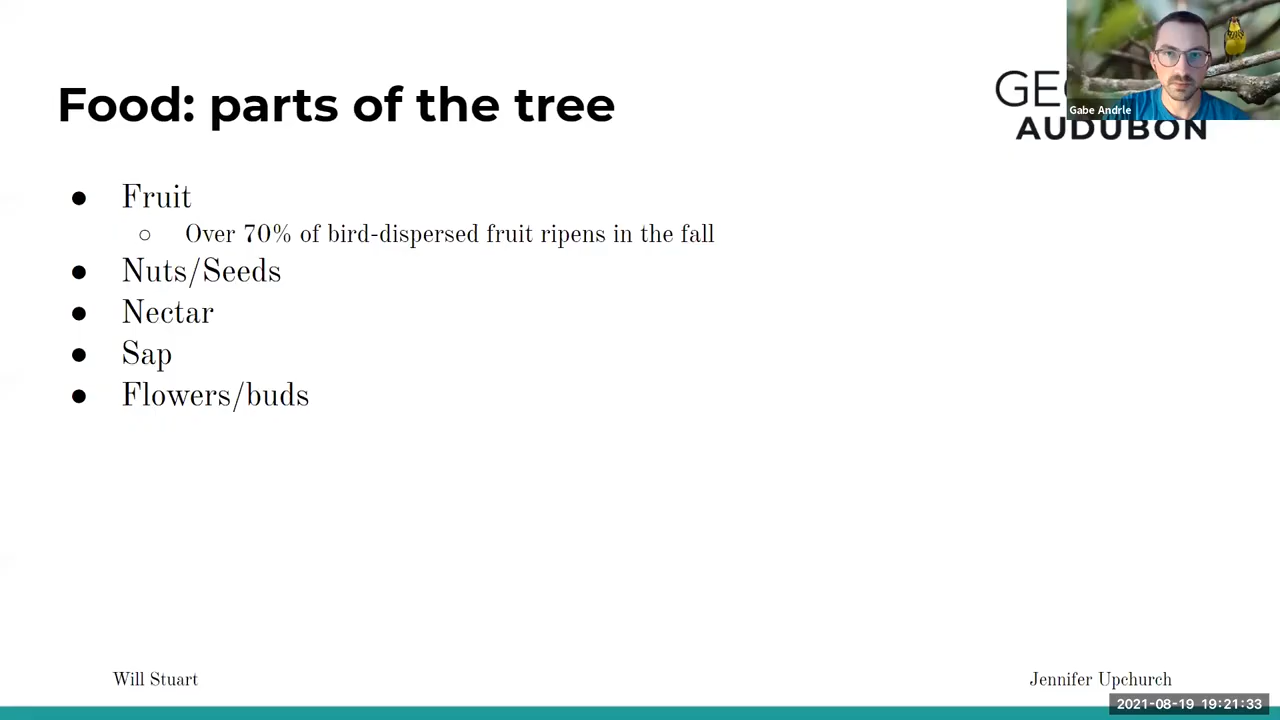 Food: parts of the tree
AUDUBON
Gabe Andrle
● Fruit
○ Over 70% of bird-dispersed fruit ripens in the fall
● Nuts/Seeds
● Nectar
● Sap
● Flowers/buds
Will Stuart
Jennifer Upchurch
2021-08-19 19:21:33